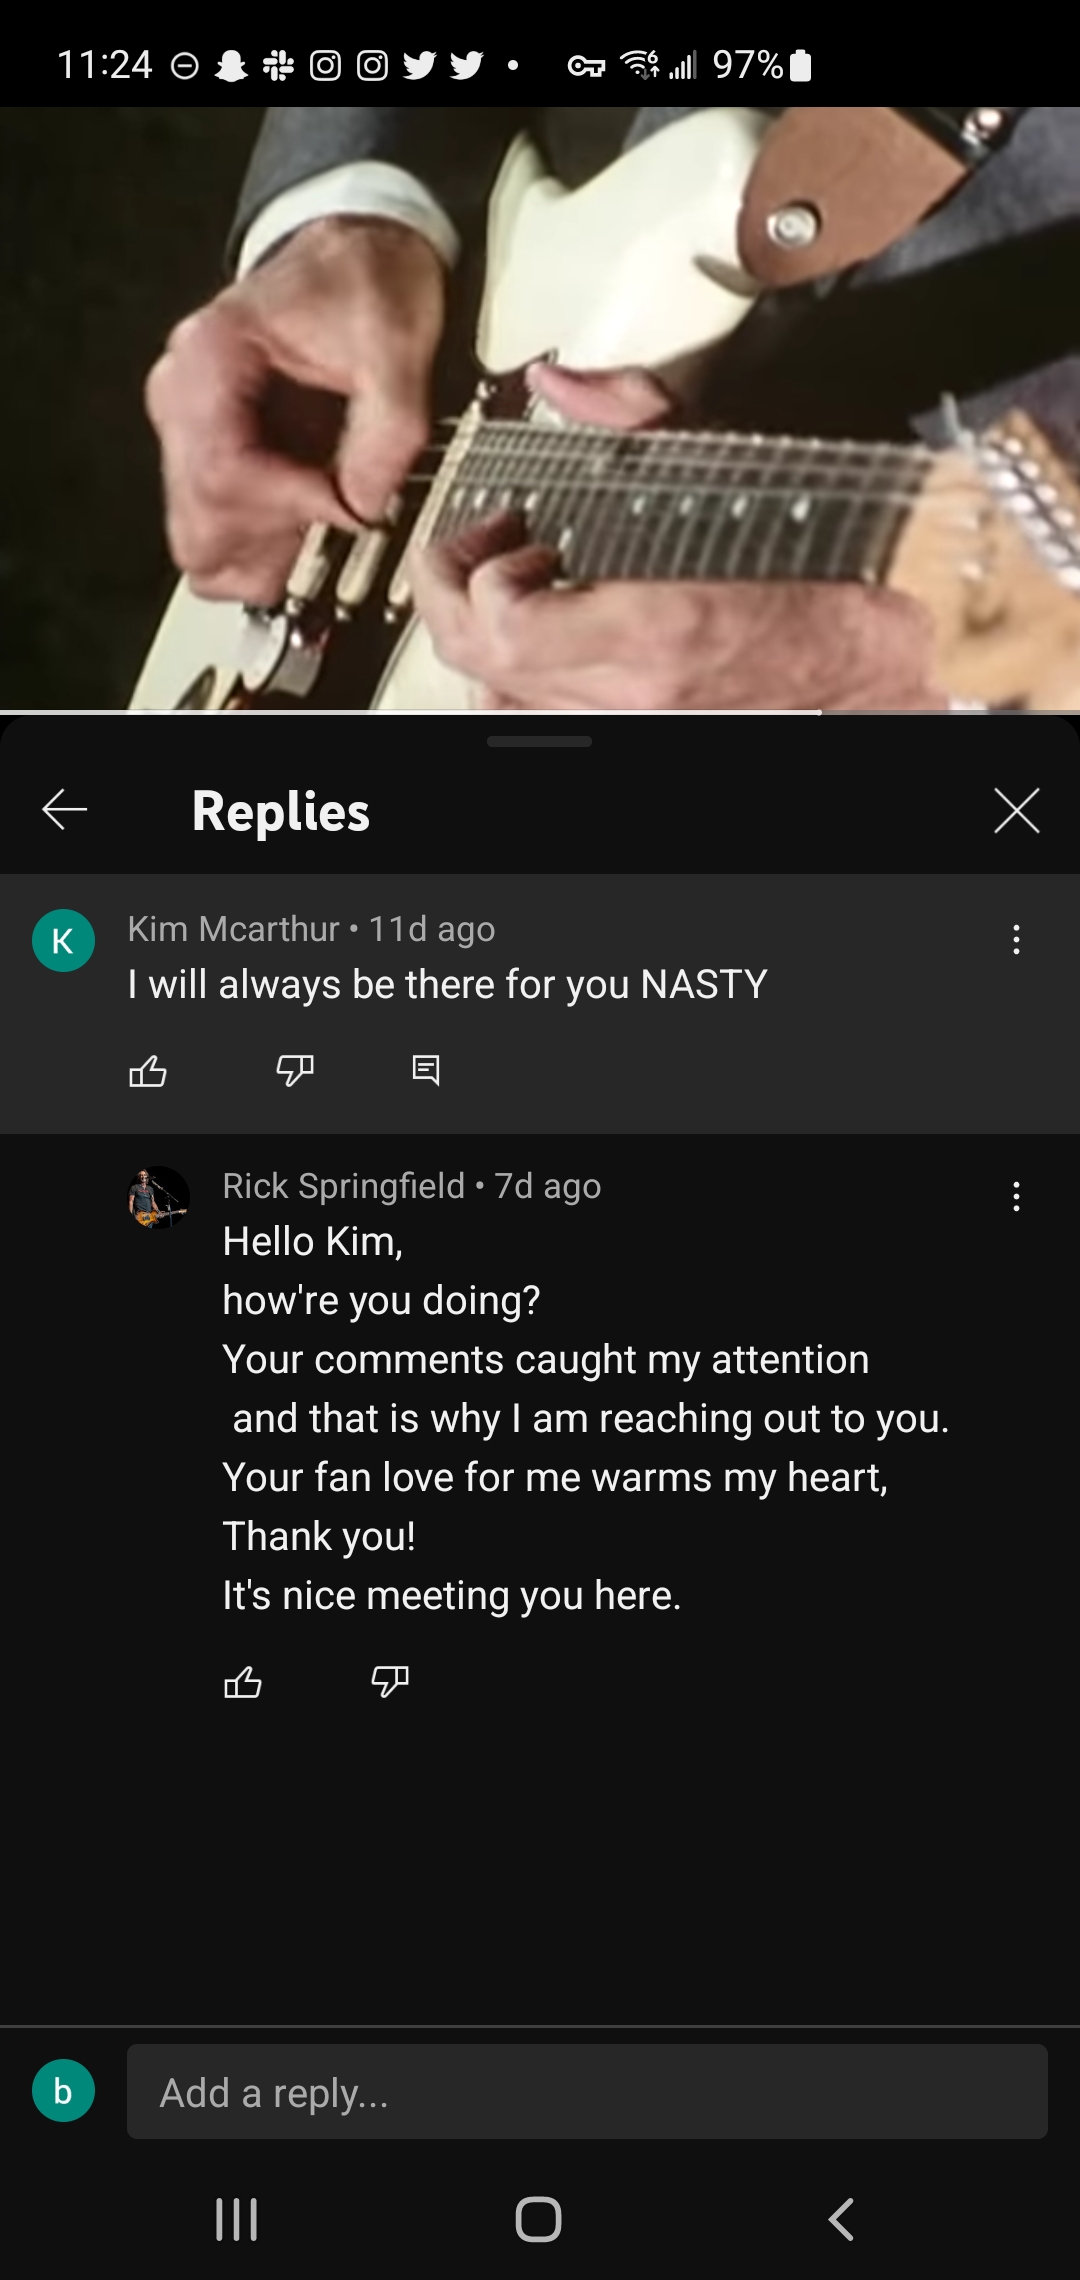 11:24 97%
Replies
K
Kim Mcarthur • 11d ago
I will always be there for you NASTY
Rick Springfield • 7d ago
Hello Kim,
how're you doing?
Your comments caught my attention
and that is why I am reaching out to you.
Your fan love for me warms my heart,
Thank you!
It's nice meeting you here.
b
Add a reply...